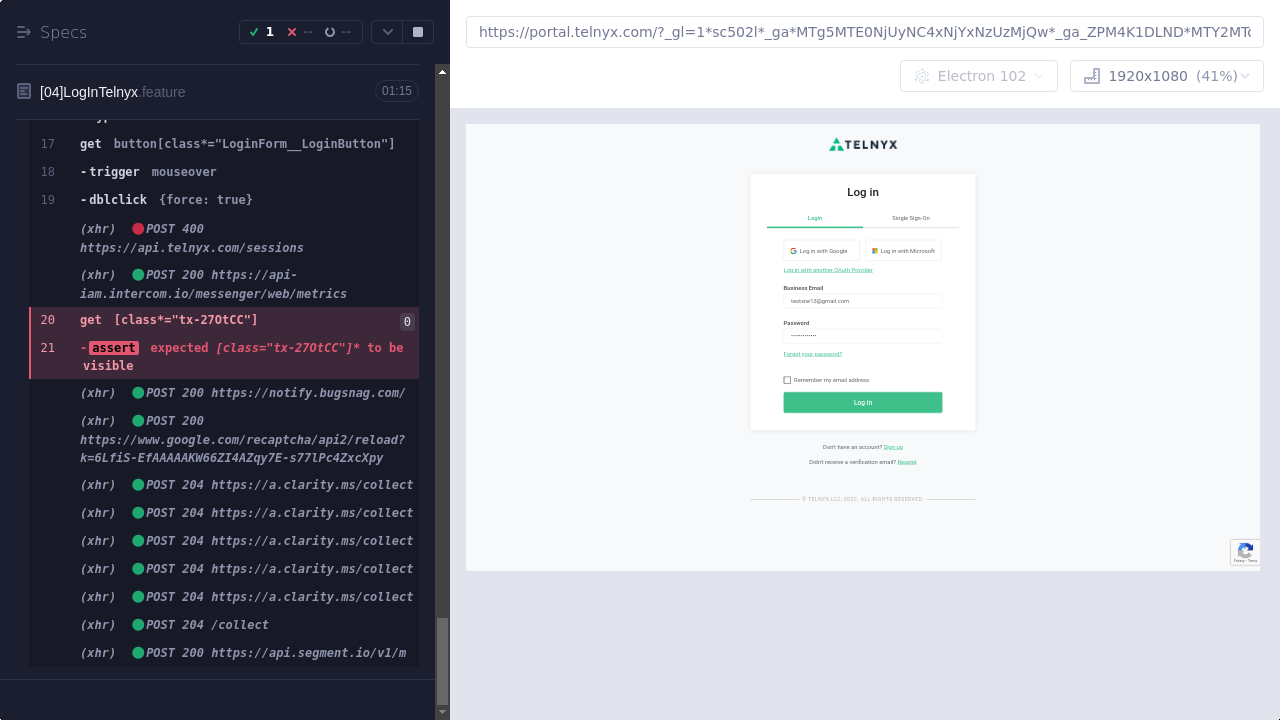 Specs
1
--
--
[04]LogInTelnyx.feature
01:15
17 get button[class^="LoginForm__LoginButton"]
18 -trigger mouseover
19 -dblclick {force: true}
(xhr) POST 403
https://api.telnyx.com/sessions
(xhr) POST 200 https://api-
iam.intercom.io/messenger/web/metrics
20 get [class*="tx-27OtCC"] 0
21 -assert expected [class*="tx-27OtCC"] to be
(xhr) POST 200 https://notify.bugsnag.com/
(xhr) POST 200
https://www.google.com/recaptcha/api2/reload?
(xhr) POST 204 https://a.clarity.ms/collect
(xhr) POST 204 https://a.clarity.ms/collect
(xhr) POST 204 https://a.clarity.ms/collect
(xhr) POST 204 https://a.clarity.ms/collect
(xhr) POST 204 https://a.clarity.ms/collect
(xhr) POST 204 /collect
(xhr) POST 200 https://api.segment.io/v1/m
https://portal.telnyx.com/?_gl=1*sc502l*_ga*MTg5MTE0NjUyNC4xNjYxNzUzMjQw*_ga_ZPM4K1DLND*MTY2MTc
Electron 102
1920x1080 (41%)
TELNYX
Log in
Login
Single Sign-On
Log in with Google
Log in with Microsoft
Log in with another OAuth Provider
Business Email
testone13@gmail.com
Password
Forgot your password?
Remember my email address
Log in
Don't have an account? Sign up
Didn't receive a verification email? Resend
© TELNYX LLC, 2022. ALL RIGHTS RESERVED.
Privacy - Terms